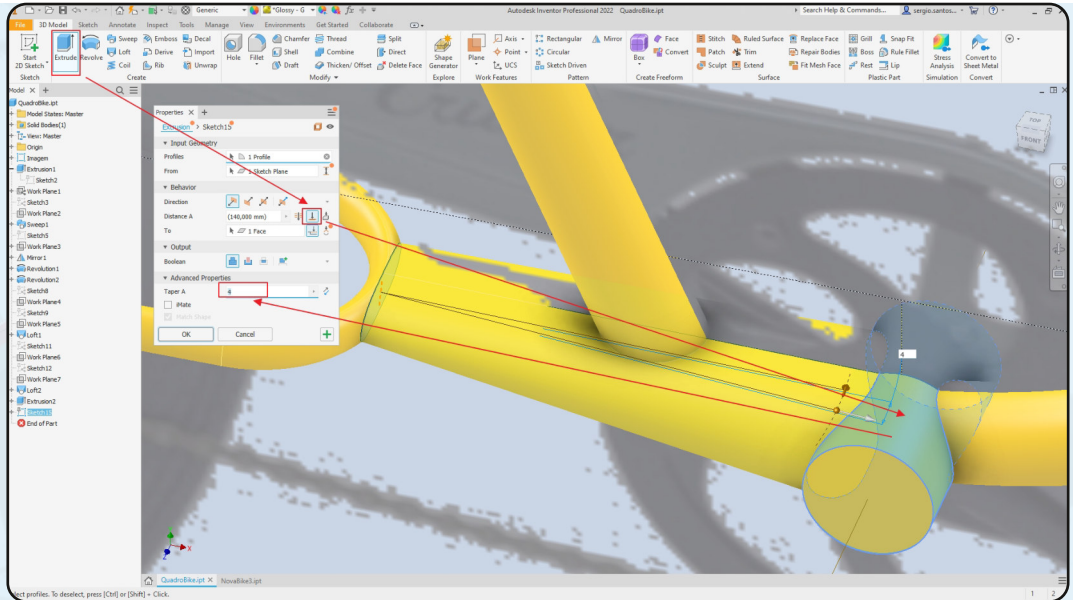 Generic
*Glossy - G
Autodesk Inventor Professional 2022 QuadroBike.ipt
Search Help & Commands...
sergio.santos...
File 3D Model Sketch Annotate Inspect Tools Manage View Environments Get Started Collaborate
Start 2D Sketch
Extrude
Revolve
Sweep
Emboss
Decal
Loft
Derive
Import
Coil
Rib
Unwrap
Hole
Fillet
Chamfer
Thread
Split
Shell
Combine
Direct
Draft
Thicken/ Offset
Delete Face
Shape Generator
Plane
Axis
Point
UCS
Rectangular
Mirror
Circular
Sketch Driven
Box
Face
Convert
Stitch
Ruled Surface
Replace Face
Patch
Trim
Repair Bodies
Sculpt
Extend
Fit Mesh Face
Grill
Snap Fit
Boss
Rule Fillet
Rest
Lip
Stress Analysis
Convert to Sheet Metal
Sketch
Create
Modify
Explore
Work Features
Pattern
Create Freeform
Surface
Plastic Part
Simulation
Convert
Model
QuadroBike.ipt
Model States: Master
Solid Bodies(1)
View: Master
Origin
Imagem
Extrusion1
Sketch2
Work Plane1
Sketch3
Work Plane2
Sweep1
Sketch5
Work Plane3
Mirror1
Revolution1
Revolution2
Sketch8
Work Plane4
Sketch9
Work Plane5
Loft1
Sketch11
Work Plane6
Sketch12
Work Plane7
Loft2
Extrusion2
Sketch15
End of Part
Properties
Extrusion > Sketch15
Input Geometry
Profiles
1 Profile
From
1 Sketch Plane
Behavior
Direction
Distance A
(140,000 mm)
To
1 Face
Output
Boolean
Advanced Properties
Taper A
4
iMate
Match Shape
OK
Cancel
TOP
FRONT
4
X
Z
QuadroBike.ipt
NovaBike3.ipt
Select profiles. To deselect, press [Ctrl] or [Shift] + Click.
1 2